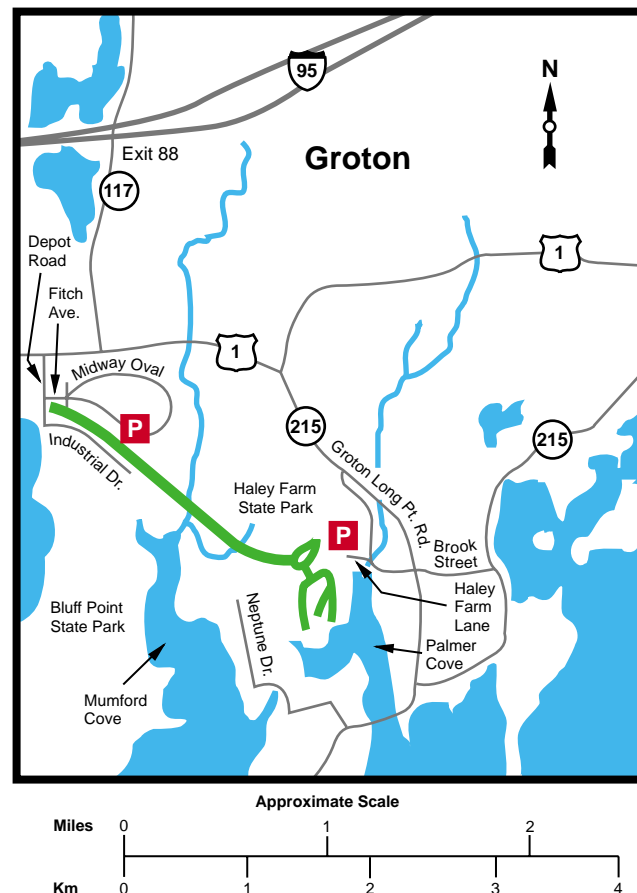 95
N
Groton
Exit 88
117
Depot
Road
1
Fitch
Ave.
1
Midway Oval
P
215
215
Industrial Dr.
Groton Long Pt. Rd.
Haley Farm
State Park
P
Brook
Street
Haley
Farm
Lane
Bluff Point
State Park
Neptune Dr.
Palmer
Cove
Mumford
Cove
Approximate Scale
Miles 0 1 2
Km 0 1 2 3 4